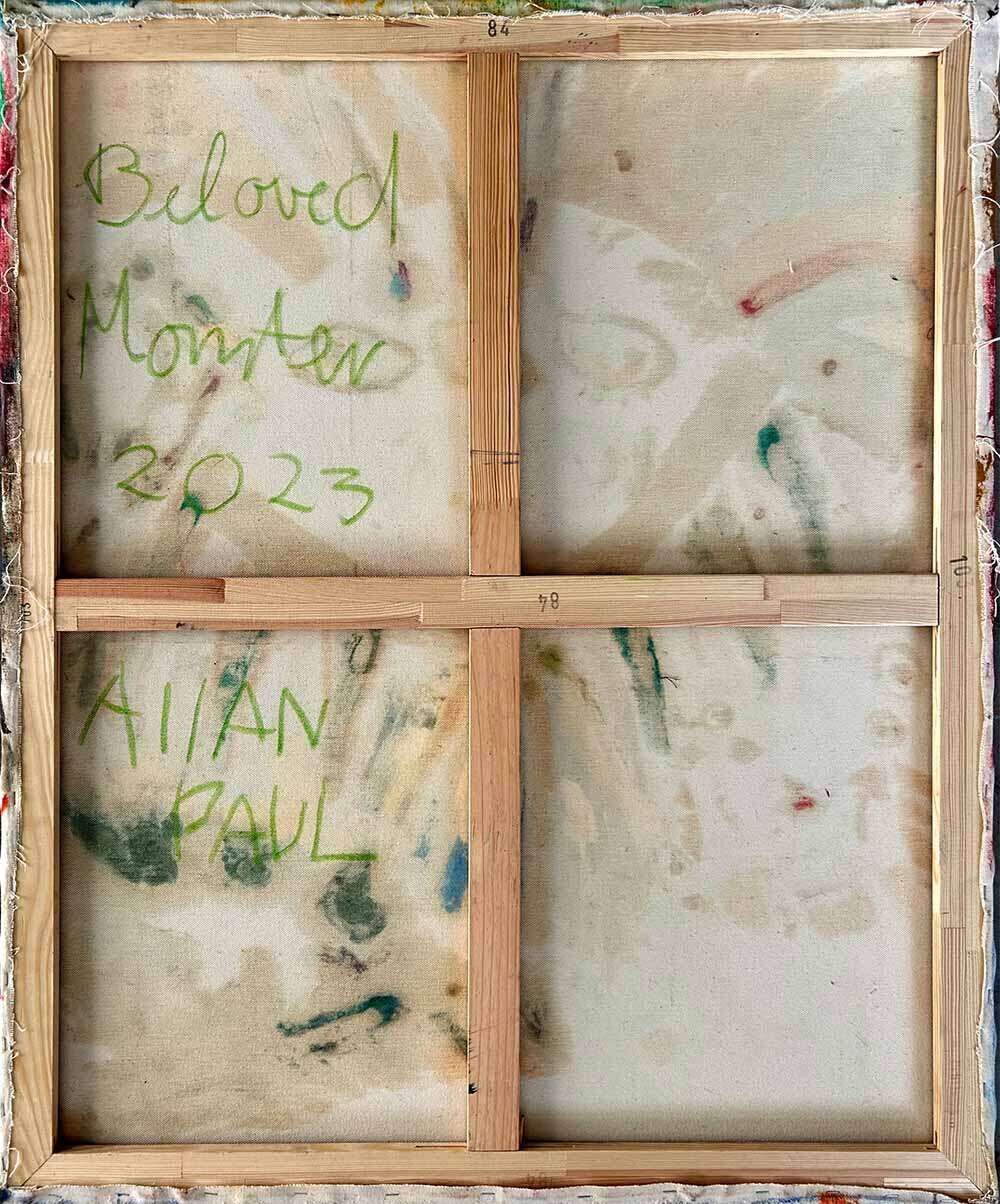 84
Beloved
Monster
2023
84
AllAN
PAUL